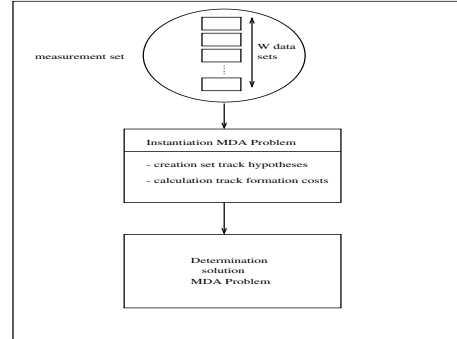 W data
measurement set
sets
Instantiation MDA Problem
- creation set track hypotheses
- calculation track formation costs
Determination
solution
MDA Problem